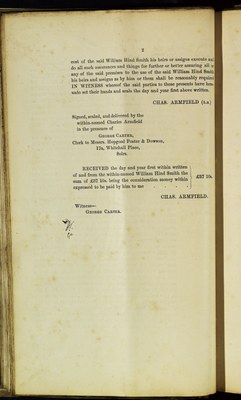 3
cost of the said William Hind Smith his heirs or assigns execute and
do all such assurances and things for further or better assuring all or
any of the said premises to the use of the said William Hind Smith
his heirs and assigns as by him or them shall be reasonably required
IN WITNESS whereof the said parties to these presents have here-
unto set their hands and seals the day and year first above written.
CHAS. ARMFIELD (L.S.)
Signed, sealed, and delivered by the
within-named Charles Armfield
in the presence of
GEORGE CARTER,
Clerk to Messrs. Hopgood Foster & Dowson,
17a, Whitehall Place,
Solrs.
RECEIVED the day and year first within written
of and from the within-named William Hind Smith the
sum of £37 10s. being the consideration money within
expressed to be paid by him to me
£37 10s.
CHAS. ARMFIELD.
Witness—
GEORGE CARTER.